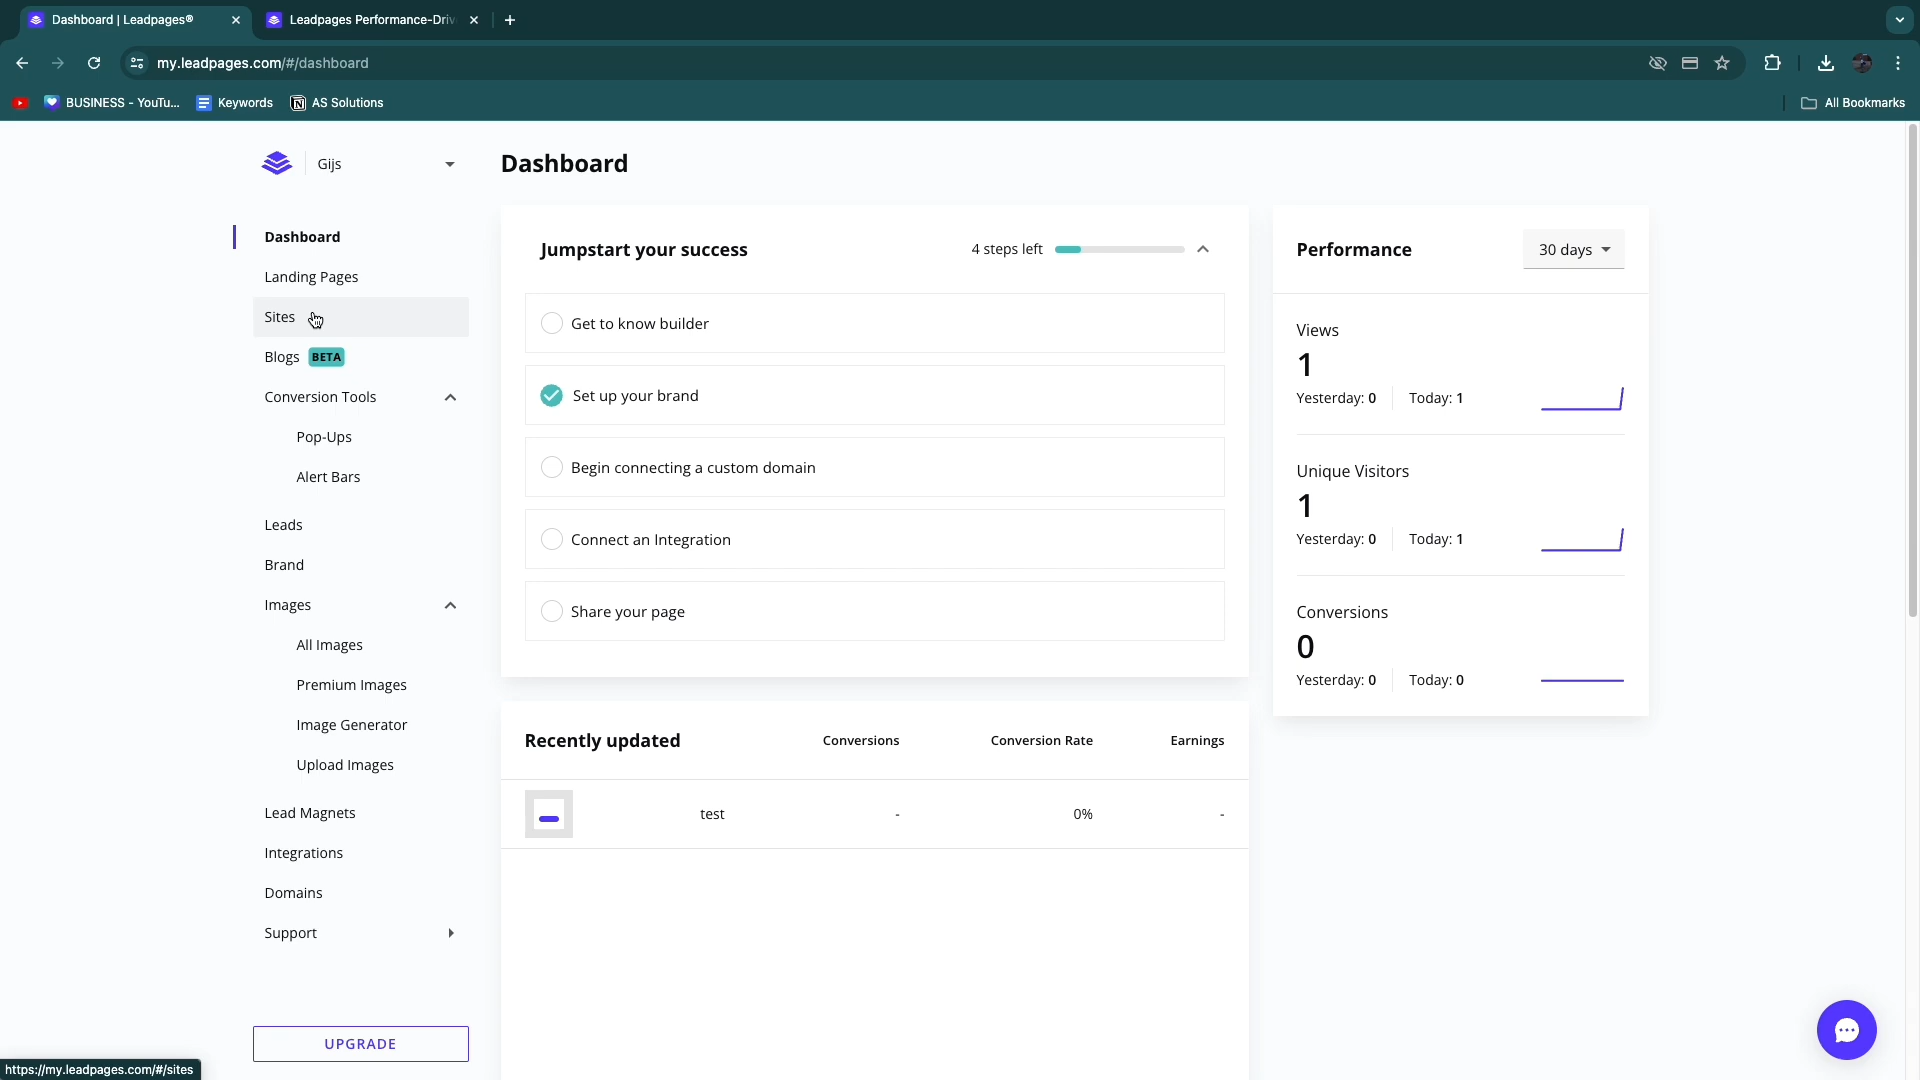 Dashboard | Leadpages®
Leadpages Performance-Driv
my.leadpages.com/#/dashboard
BUSINESS - YouTu...
Keywords
AS Solutions
All Bookmarks
Gijs
Dashboard
Landing Pages
Sites
Blogs BETA
Conversion Tools
Pop-Ups
Alert Bars
Leads
Brand
Images
All Images
Premium Images
Image Generator
Upload Images
Lead Magnets
Integrations
Domains
Support
UPGRADE
https://my.leadpages.com/#/sites
Dashboard
Jumpstart your success
4 steps left
Get to know builder
Set up your brand
Begin connecting a custom domain
Connect an Integration
Share your page
Recently updated Conversions Conversion Rate Earnings
test - 0% -
Performance
30 days
Views
1
Yesterday: 0 Today: 1
Unique Visitors
1
Yesterday: 0 Today: 1
Conversions
0
Yesterday: 0 Today: 0